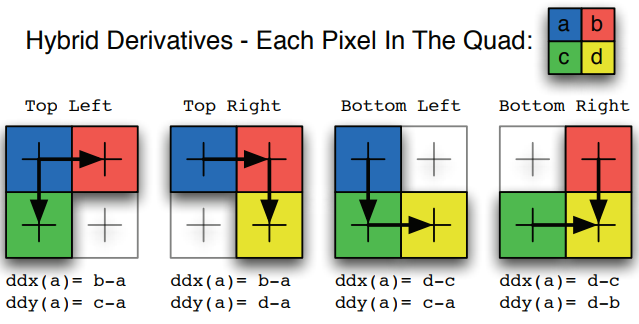 Hybrid Derivatives - Each Pixel In The Quad:
a b
c d
Top Left
Top Right
Bottom Left
Bottom Right
ddx(a)= b-a
ddy(a)= c-a
ddx(a)= b-a
ddy(a)= d-a
ddx(a)= d-c
ddy(a)= c-a
ddx(a)= d-c
ddy(a)= d-b